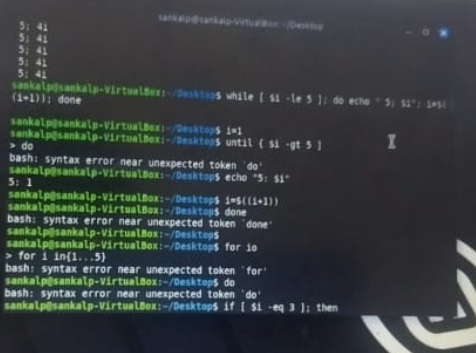 sankalp@sankalp-VirtualBox: ~/Desktop
5; 4i
5; 4i
5; 4i
5; 4i
5; 4i
sankalp@sankalp-VirtualBox:~/Desktop$ while [ $i -le 5 ]; do echo " 5; $i"; i=$(
(i+1)); done
sankalp@sankalp-VirtualBox:~/Desktop$ i=1
sankalp@sankalp-VirtualBox:~/Desktop$ until { $i -gt 5 ]
> do
bash: syntax error near unexpected token `do'
sankalp@sankalp-VirtualBox:~/Desktop$ echo "5: $i"
5: 1
sankalp@sankalp-VirtualBox:~/Desktop$ i=$((i+1))
sankalp@sankalp-VirtualBox:~/Desktop$ done
bash: syntax error near unexpected token `done'
sankalp@sankalp-VirtualBox:~/Desktop$
sankalp@sankalp-VirtualBox:~/Desktop$ for io
> for i in{1...5}
bash: syntax error near unexpected token `for'
sankalp@sankalp-VirtualBox:~/Desktop$ do
bash: syntax error near unexpected token `do'
sankalp@sankalp-VirtualBox:~/Desktop$ if [ $i -eq 3 ]; then